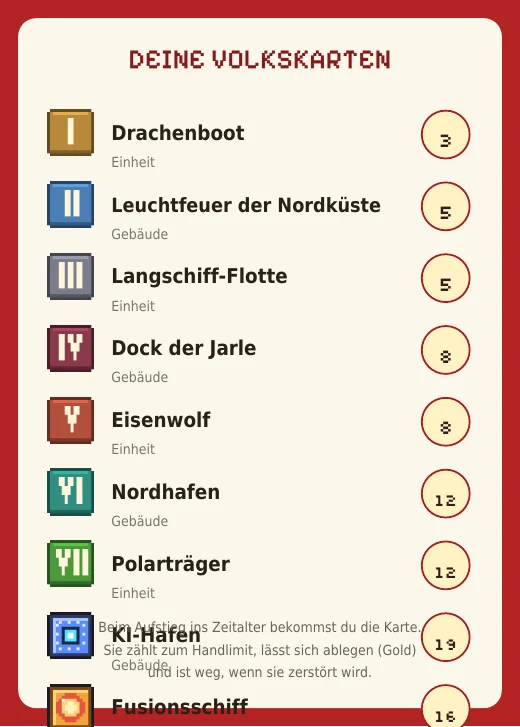 DEINE VOLKSKARTEN
I Drachenboot 3
Einheit
II Leuchtfeuer der Nordküste 5
Gebäude
III Langschiff-Flotte 5
Einheit
IV Dock der Jarle 8
Gebäude
V Eisenwolf 8
Einheit
VI Nordhafen 12
Gebäude
VII Polarträger 12
Einheit
KI-Hafen 19
Gebäude
Beim Aufstieg ins Zeitalter bekommst du die Karte.
Sie zählt zum Handlimit, lässt sich ablegen (Gold)
und ist weg, wenn sie zerstört wird.
Fusionsschiff 16